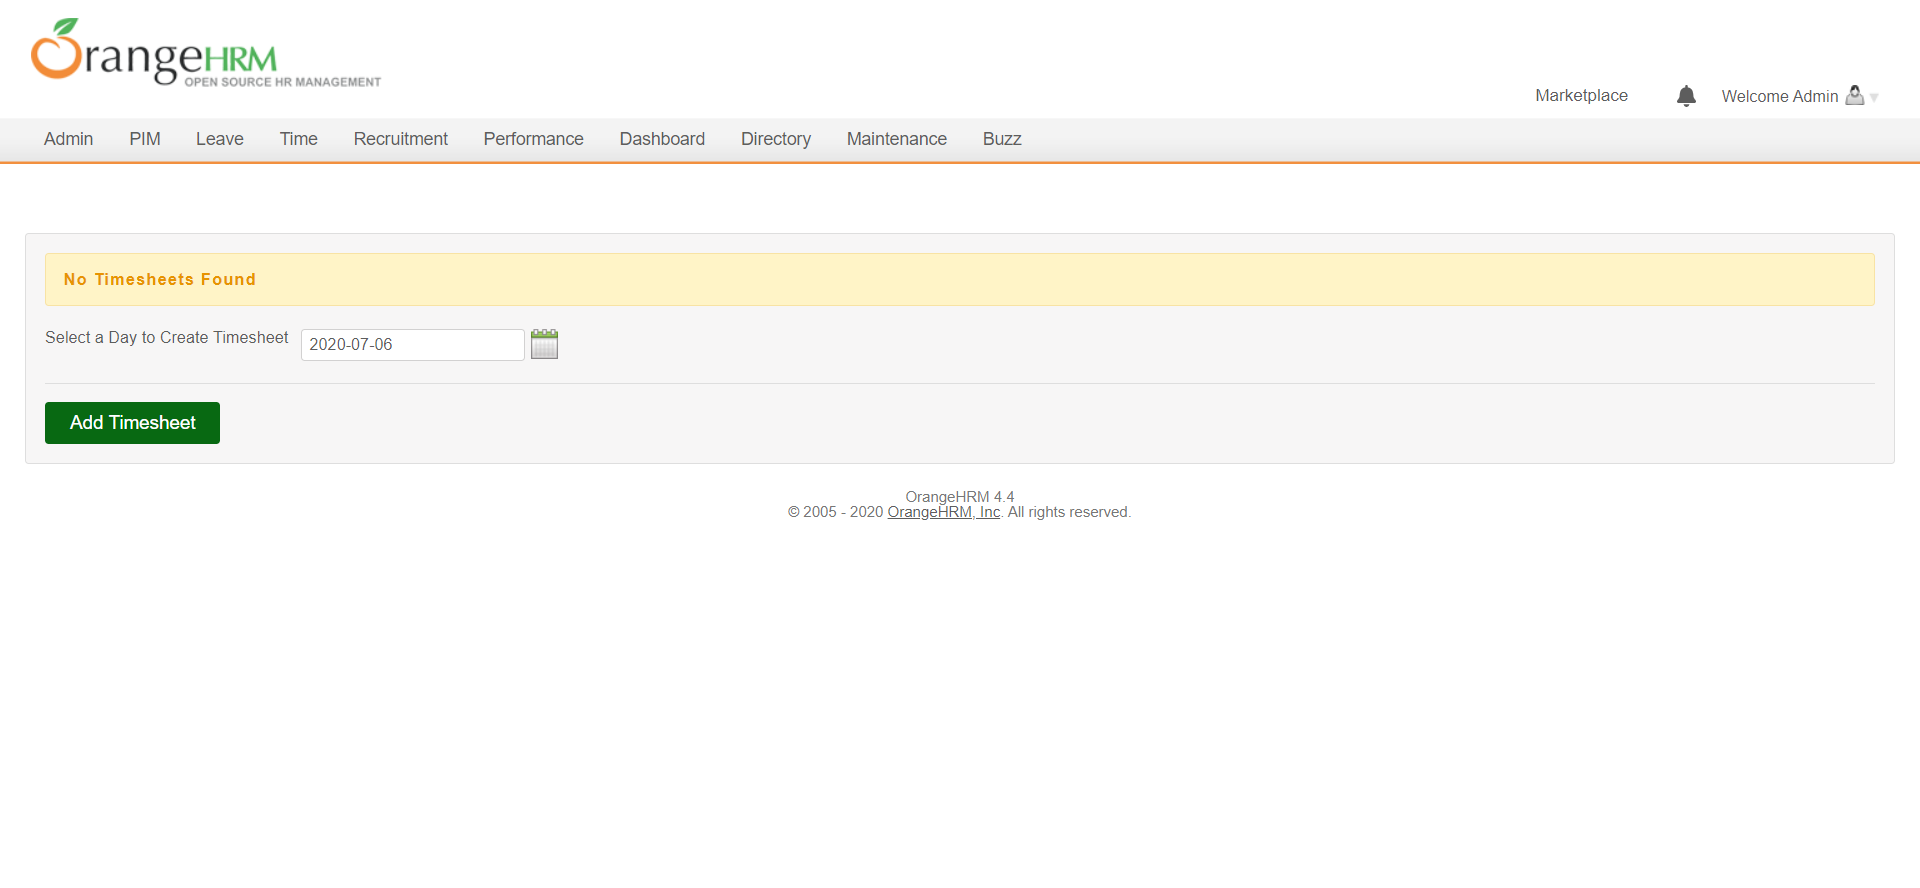 OrangeHRM
OPEN SOURCE HR MANAGEMENT
Marketplace Welcome Admin
Admin PIM Leave Time Recruitment Performance Dashboard Directory Maintenance Buzz
No Timesheets Found
Select a Day to Create Timesheet 2020-07-06
Add Timesheet
OrangeHRM 4.4
© 2005 - 2020 OrangeHRM, Inc. All rights reserved.